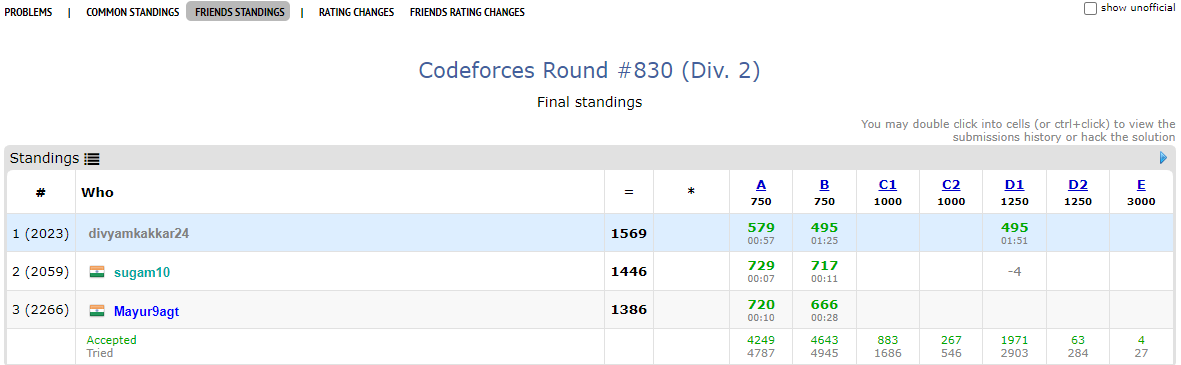 PROBLEMS | COMMON STANDINGS FRIENDS STANDINGS | RATING CHANGES FRIENDS RATING CHANGES show unofficial
Codeforces Round #830 (Div. 2)
Final standings
You may double click into cells (or ctrl+click) to view the
submissions history or hack the solution
Standings
# Who = * A B C1 C2 D1 D2 E
750 750 1000 1000 1250 1250 3000
1 (2023) divyamkakkar24 1569 579 495 495
00:57 01:25 01:51
2 (2059) sugam10 1446 729 717 -4
00:07 00:11
3 (2266) Mayur9agt 1386 720 666
00:10 00:28
Accepted 4249 4643 883 267 1971 63 4
Tried 4787 4945 1686 546 2903 284 27